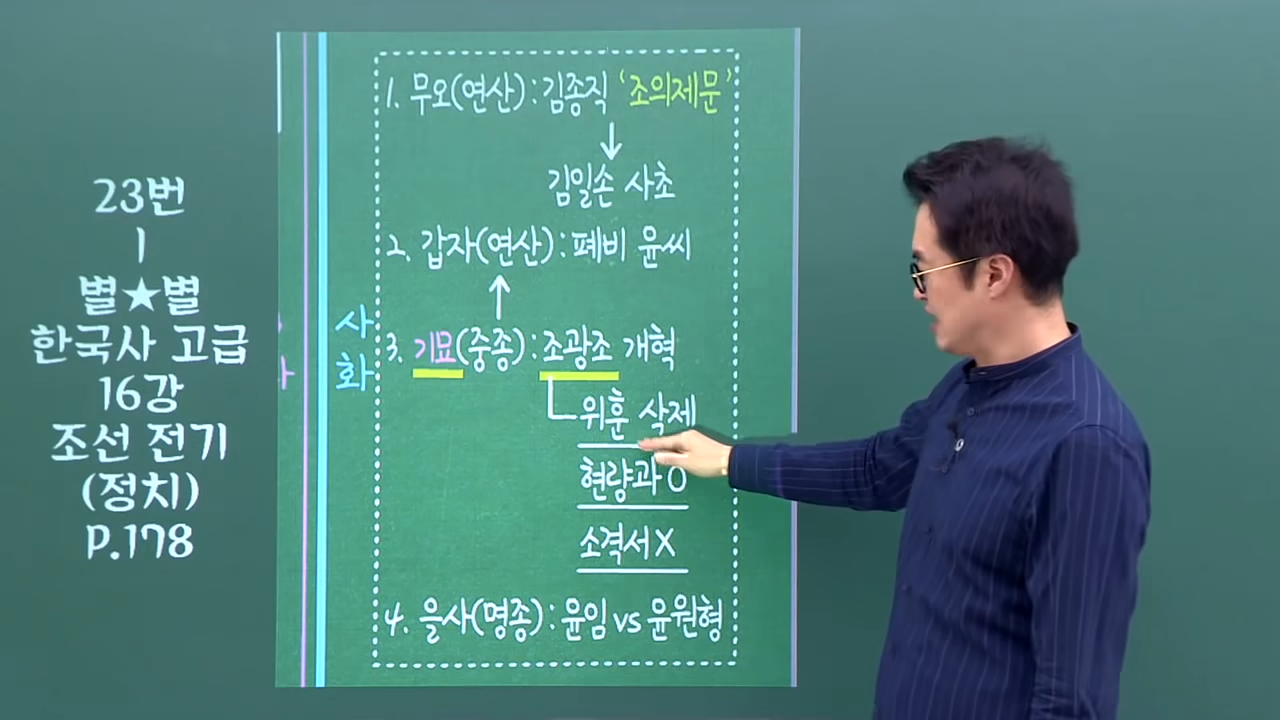 23번
|
별★별
한국사 고급
16강
조선 전기
(정치)
P.178
사화
1. 무오(연산) : 김종직 '조의제문'
↓
김일손 사초
2. 갑자(연산) : 폐비 윤씨
↑
3. 기묘(중종) : 조광조 개혁
위훈 삭제
현량과 O
소격서 X
4. 을사(명종) : 윤임 vs 윤원형